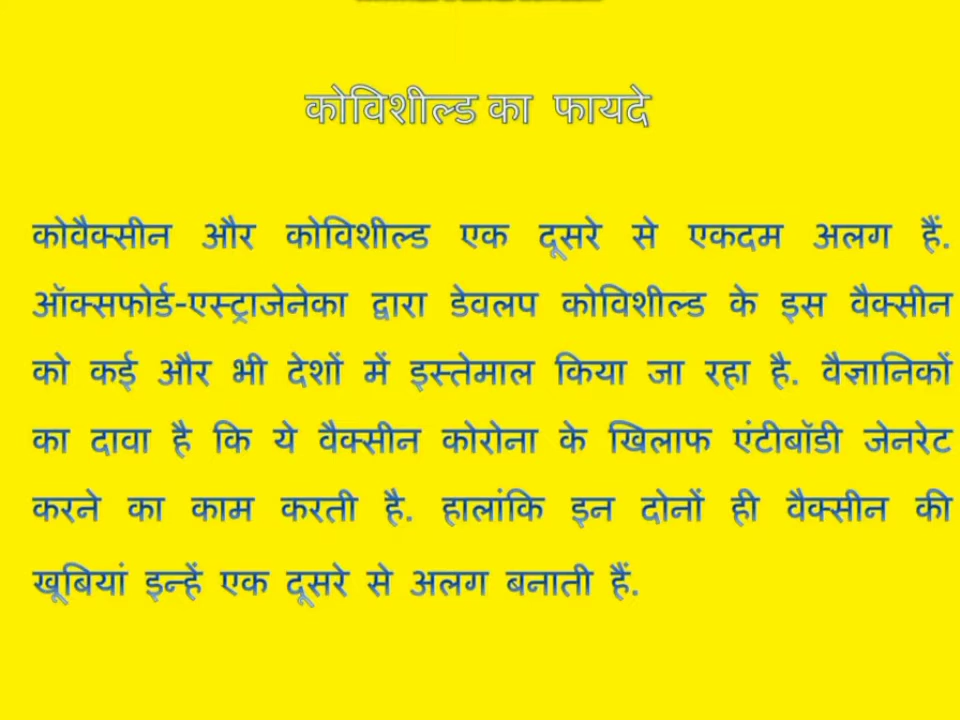 कोविशील्ड का फायदे
कोवैक्सीन और कोविशील्ड एक दूसरे से एकदम अलग हैं.
ऑक्सफोर्ड-एस्ट्राजेनेका द्वारा डेवलप कोविशील्ड के इस वैक्सीन
को कई और भी देशों में इस्तेमाल किया जा रहा है. वैज्ञानिकों
का दावा है कि ये वैक्सीन कोरोना के खिलाफ एंटीबॉडी जेनरेट
करने का काम करती है. हालांकि इन दोनों ही वैक्सीन की
खूबियां इन्हें एक दूसरे से अलग बनाती हैं.